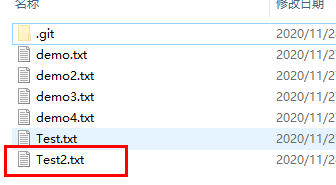 名称 修改日期
.git 2020/11/2
demo.txt 2020/11/2
demo2.txt 2020/11/2
demo3.txt 2020/11/2
demo4.txt 2020/11/2
Test.txt 2020/11/2
Test2.txt 2020/11/2